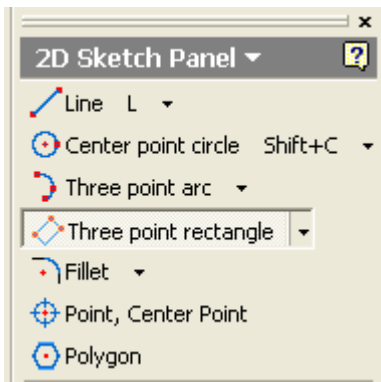 2D Sketch Panel
Line L
Center point circle Shift+C
Three point arc
Three point rectangle
Fillet
Point, Center Point
Polygon